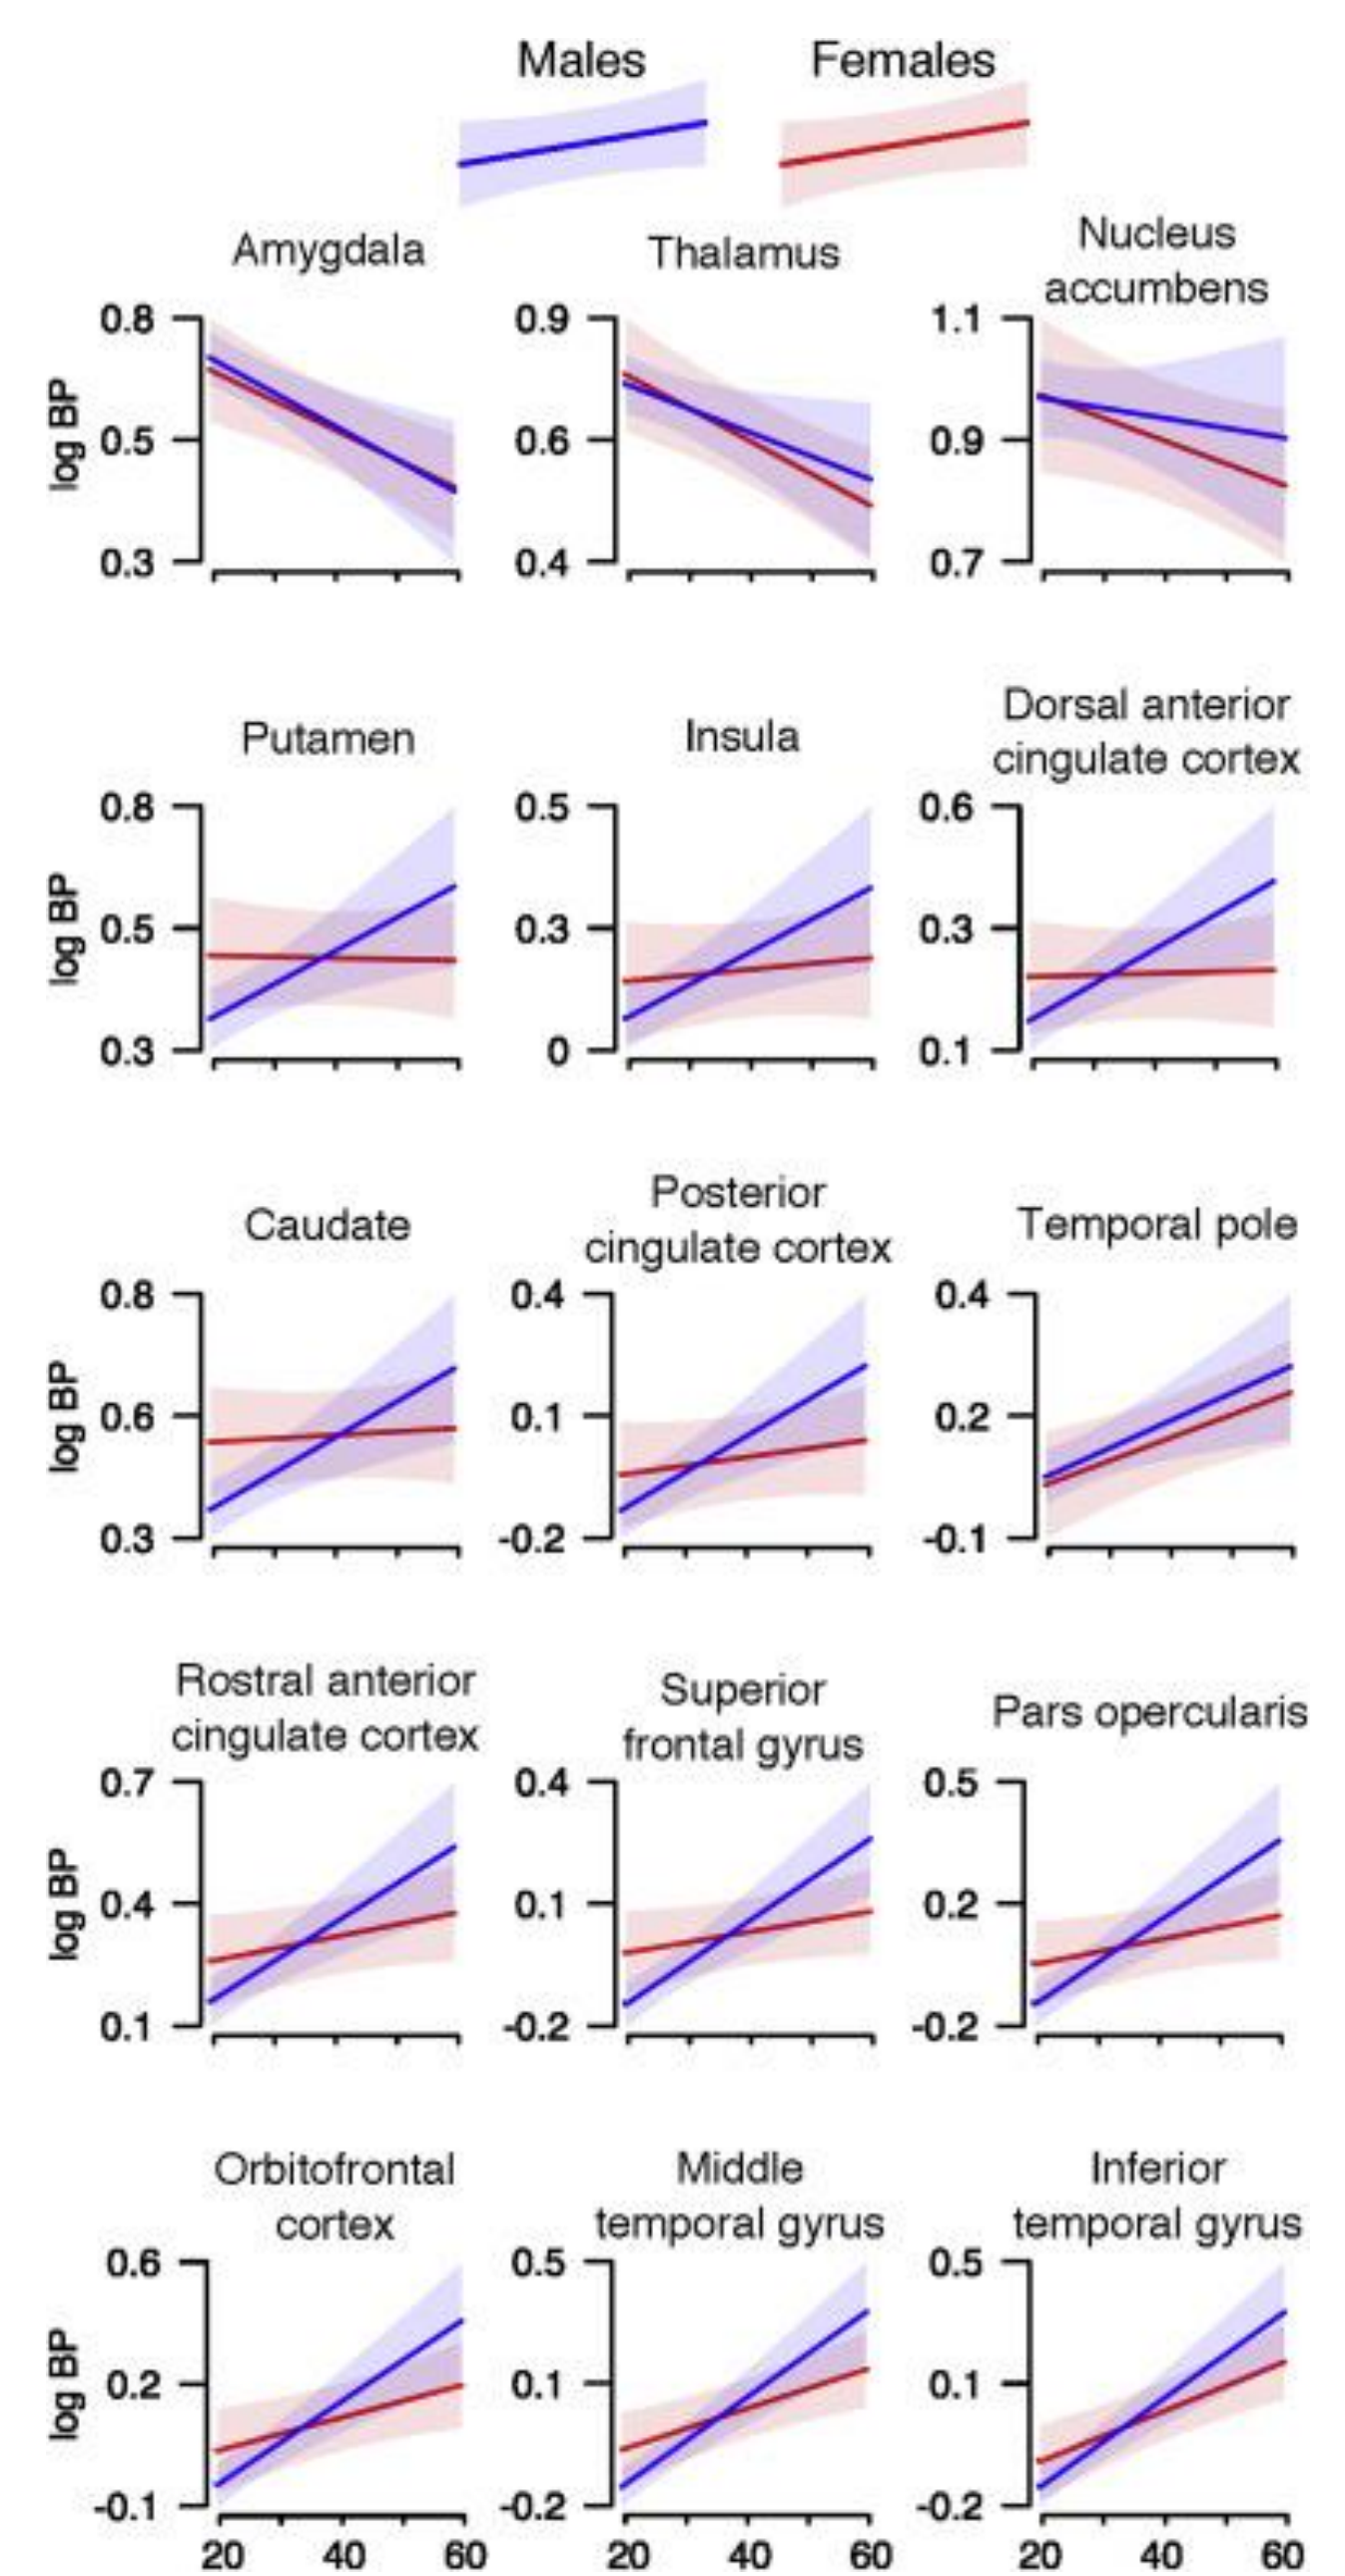 Males Females
Amygdala Thalamus Nucleus
accumbens
0.8 0.9 1.1
log BP
0.5 0.6 0.9
0.3 0.4 0.7
Putamen Insula Dorsal anterior
cingulate cortex
0.8 0.5 0.6
log BP
0.5 0.3 0.3
0.3 0 0.1
Caudate Posterior
cingulate cortex Temporal pole
0.8 0.4 0.4
log BP
0.6 0.1 0.2
0.3 -0.2 -0.1
Rostral anterior
cingulate cortex Superior
frontal gyrus Pars opercularis
0.7 0.4 0.5
log BP
0.4 0.1 0.2
0.1 -0.2 -0.2
Orbitofrontal
cortex Middle
temporal gyrus Inferior
temporal gyrus
0.6 0.5 0.5
log BP
0.2 0.1 0.1
-0.1 -0.2 -0.2
20 40 60 20 40 60 20 40 60